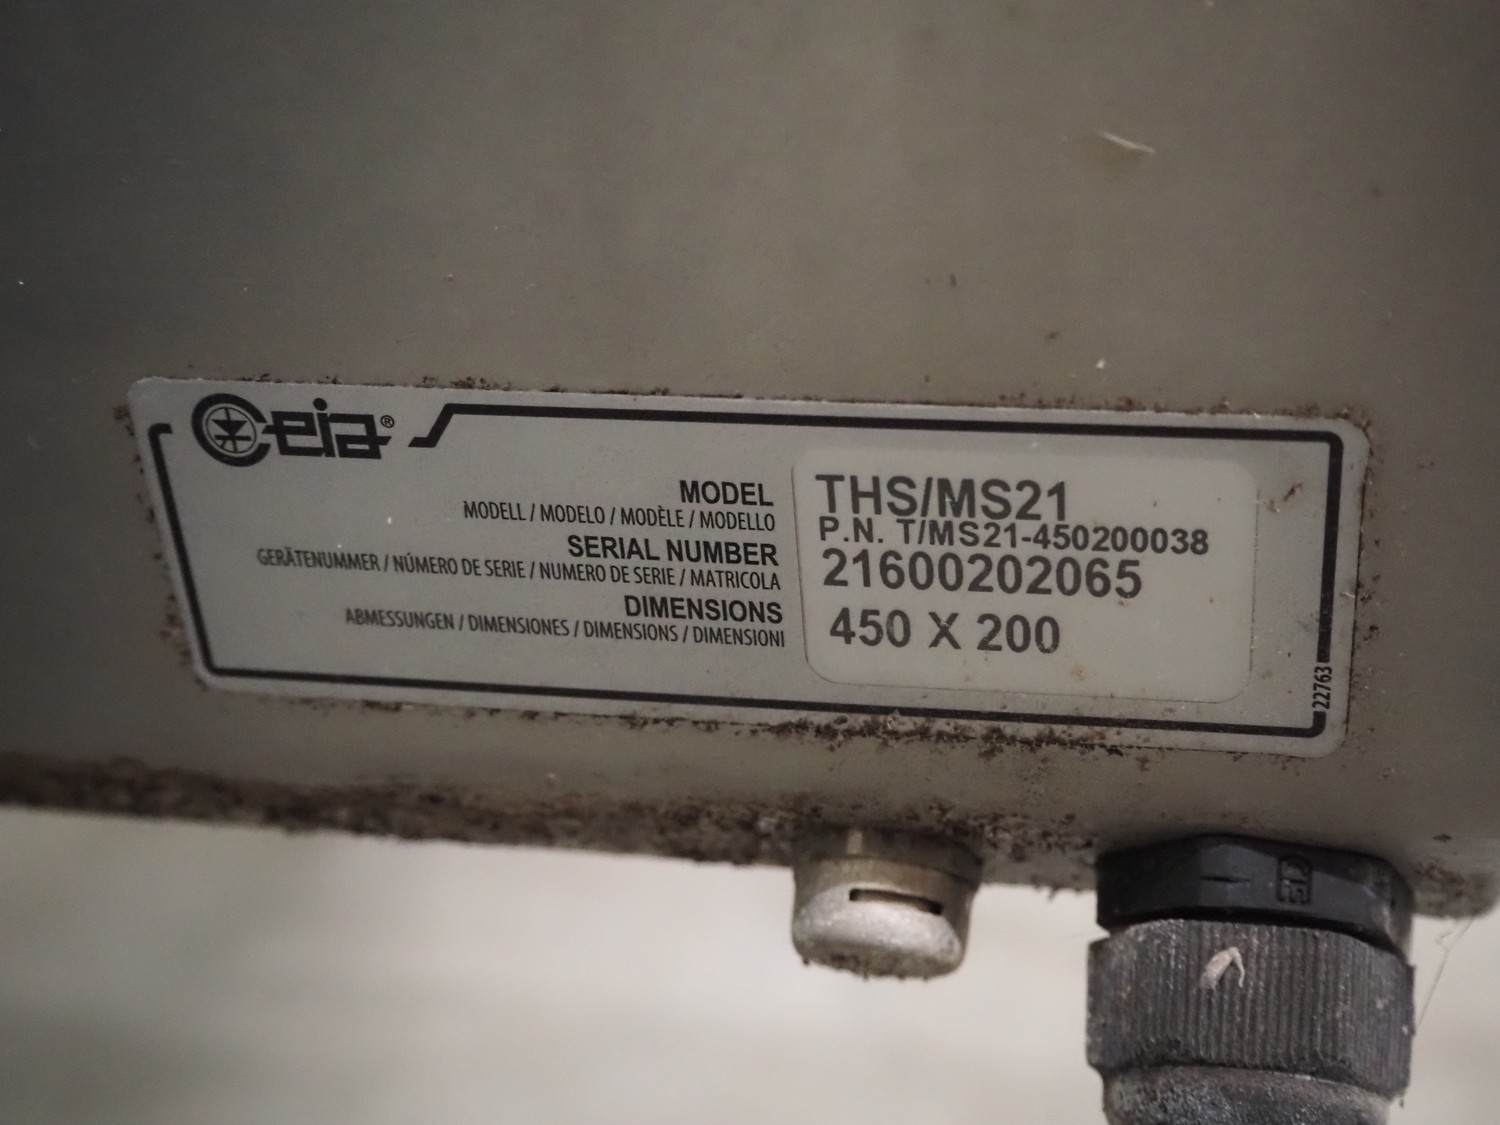 ceia®
MODEL THS/MS21
MODELL / MODELO / MODÈLE / MODELLO P.N. T/MS21-450200038
SERIAL NUMBER 21600202065
GERÄTENUMMER / NÚMERO DE SERIE / NUMERO DE SERIE / MATRICOLA
DIMENSIONS 450 X 200
ABMESSUNGEN / DIMENSIONES / DIMENSIONS / DIMENSIONI
22763